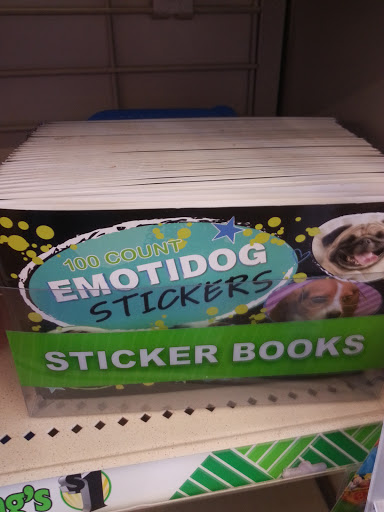 100 COUNT
EMOTIDOG
STICKERS
STICKER BOOKS
$1